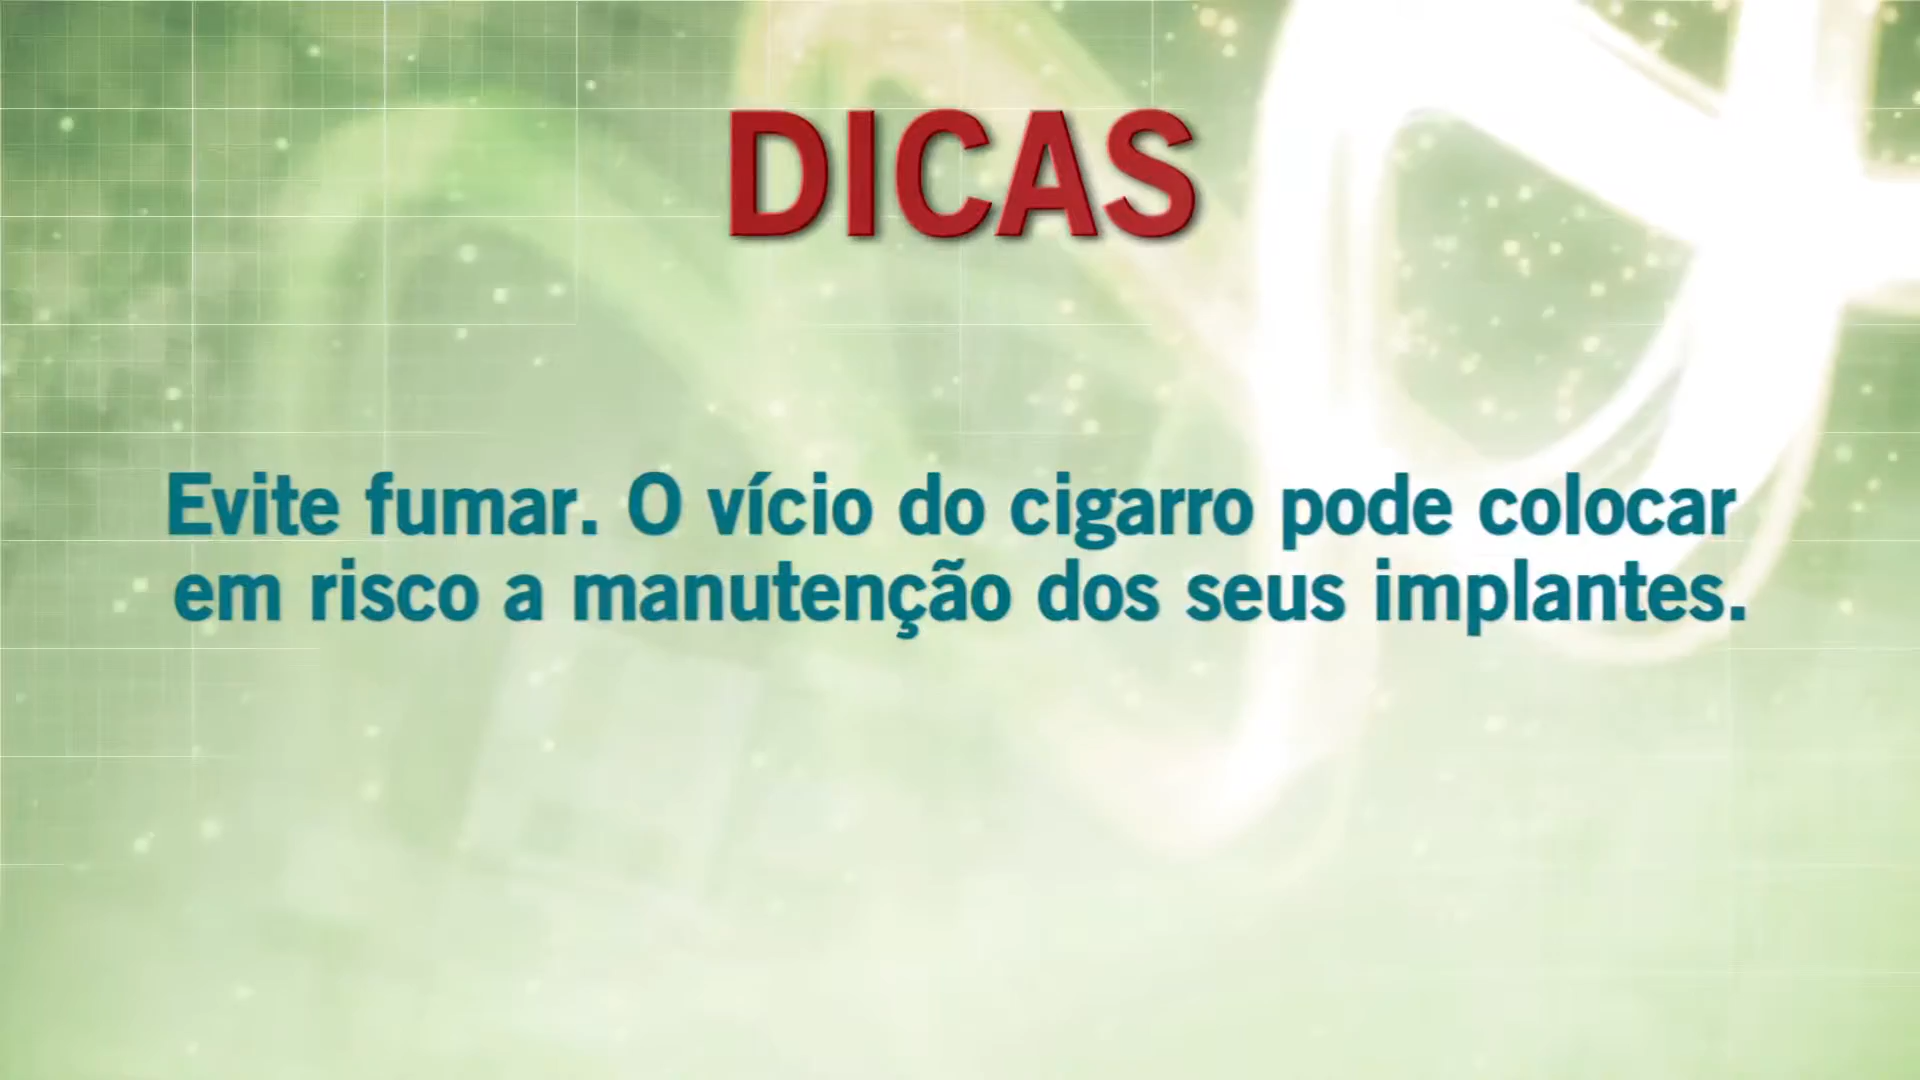 DICAS
Evite fumar. O vício do cigarro pode colocar
em risco a manutenção dos seus implantes.